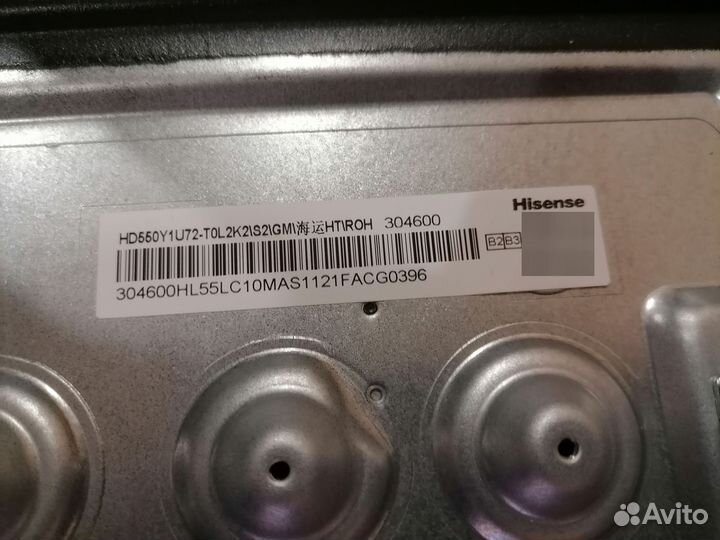 Hisense
HD550Y1U72-T0L2K2\S2\GM\海运HT\ROH 304600
B2 B3
304600HL55LC10MAS1121FACG0396
Avito